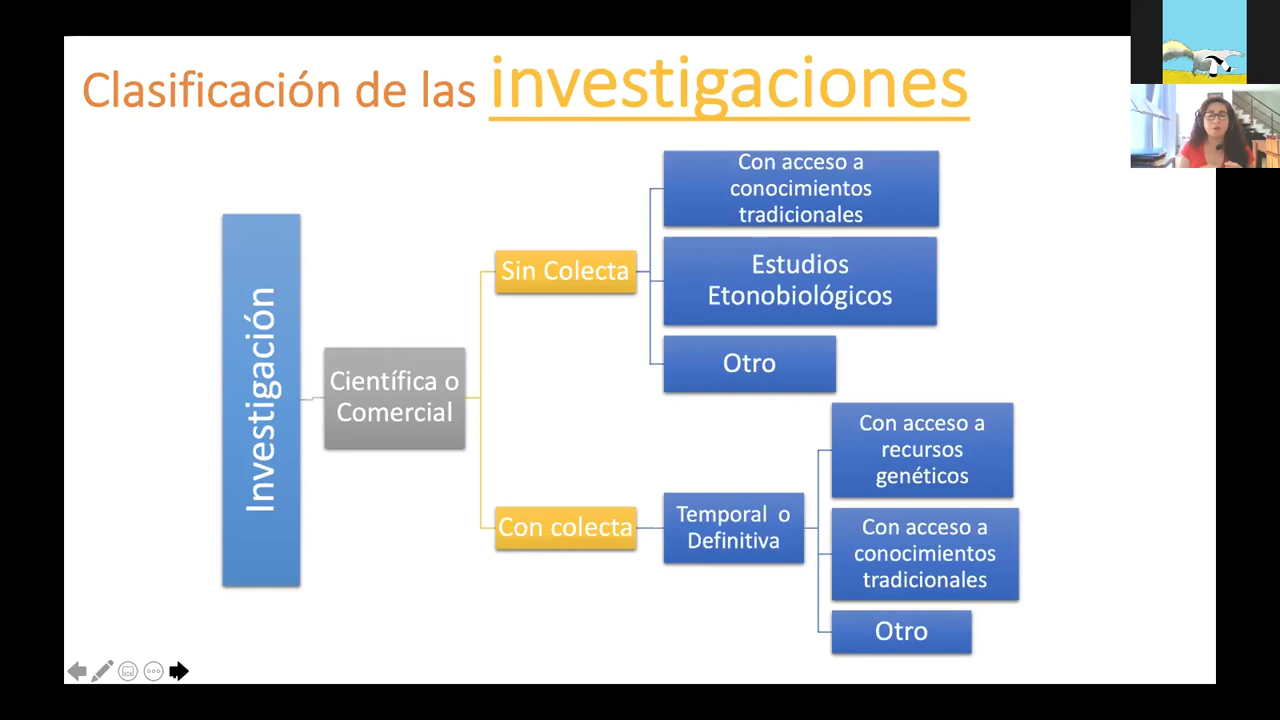 Clasificación de las investigaciones
Investigación
Científica o
Comercial
Sin Colecta
Con acceso a
conocimientos
tradicionales
Estudios
Etonobiológicos
Otro
Con colecta
Temporal o
Definitiva
Con acceso a
recursos
genéticos
Con acceso a
conocimientos
tradicionales
Otro